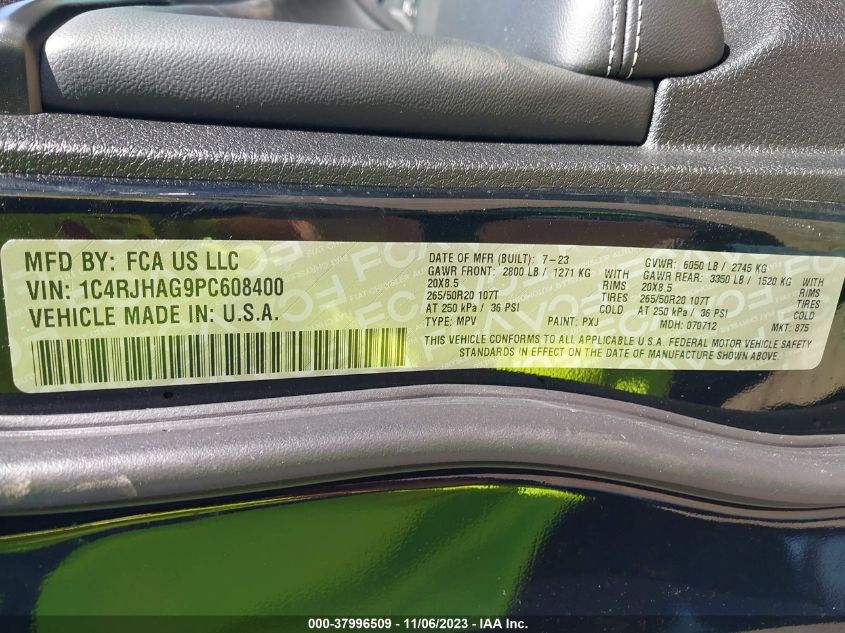 MFD BY: FCA US LLC
VIN: 1C4RJHAG9PC608400
VEHICLE MADE IN: U.S.A.
DATE OF MFR (BUILT): 7-23 GVWR: 6050 LB / 2745 KG
GAWR FRONT: 2800 LB / 1271 KG WITH GAWR REAR: 3350 LB / 1520 KG WITH
20X8.5 RIMS 20X8.5 RIMS
265/50R20 107T TIRES 265/50R20 107T TIRES
AT 250 kPa / 36 PSI COLD AT 250 kPa / 36 PSI COLD
TYPE: MPV PAINT: PXJ MDH: 070712 MKT: 875
THIS VEHICLE CONFORMS TO ALL APPLICABLE U.S.A. FEDERAL MOTOR VEHICLE SAFETY
STANDARDS IN EFFECT ON THE DATE OF MANUFACTURE SHOWN ABOVE.
000-37996509 - 11/06/2023 - © IAA Inc.